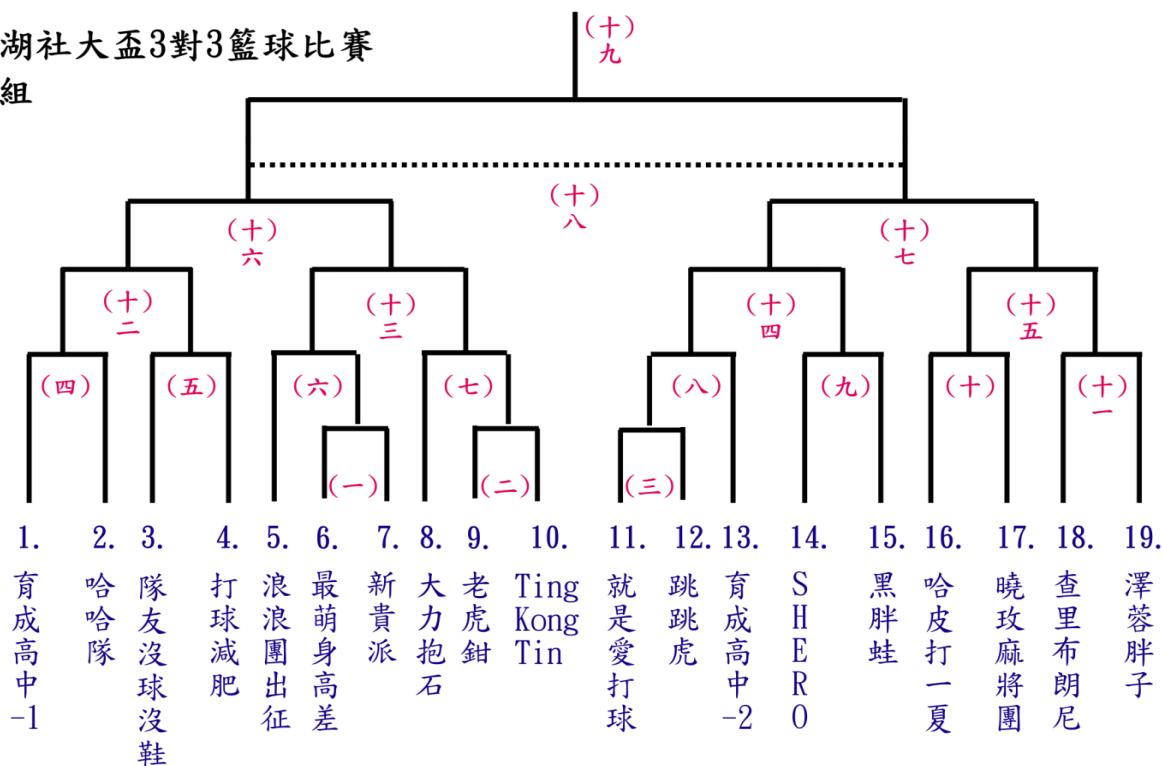 湖社大盃3對3籃球比賽
組
(十)
九
(十)
八
(十)
六
(十)
七
(十)
二
(十)
三
(十)
四
(十)
五
(四)
(五)
(六)
(七)
(八)
(九)
(十)
(十)
一
(一)
(二)
(三)
1.
育成高中-1
2.
哈哈隊
3.
隊友沒球沒鞋
4.
打球減肥
5.
浪浪團出征
6.
最萌身高差
7.
新貴派
8.
大力抱石
9.
老虎鉗
10.
Ting
Kong
Tin
11.
就是愛打球
12.
跳跳虎
13.
育成高中-2
14.
SHERO
15.
黑胖蛙
16.
哈皮打一夏
17.
曉玫麻將團
18.
查里布朗尼
19.
澤蓉胖子